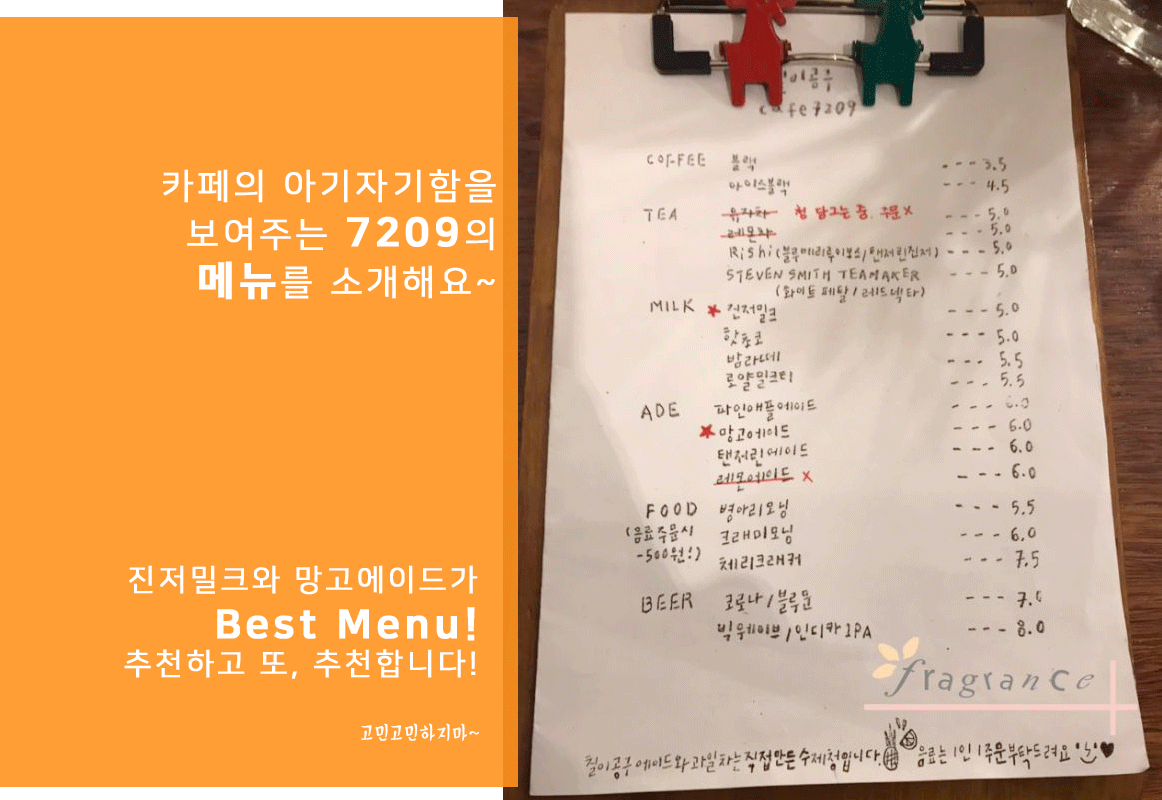 카페의 아기자기함을
보여주는 7209의
메뉴를 소개해요~
진저밀크와 망고에이드가
Best Menu!
추천하고 또, 추천합니다!
고민고민하지마~
이공구
cafe7209
COFFEE 블랙 --- 3.5
아이스블랙 --- 4.5
TEA 유자차 청 담그는 중. 주문X --- 5.0
레몬차 --- 5.0
Rishi (블루베리루이보스/탠저린진저) --- 5.0
STEVEN SMITH TEAMAKER --- 5.0
(화이트 페탈 / 레드넥타)
MILK ★ 진저밀크 --- 5.0
핫초코 --- 5.0
밤라떼 --- 5.5
로얄밀크티 --- 5.5
ADE 파인애플에이드 --- 6.0
★ 망고에이드 --- 6.0
탠저린에이드 --- 6.0
레몬에이드 X --- 6.0
FOOD 병아리모닝 --- 5.5
(음료주문시 크래미모닝 --- 6.0
-500원!) 체리크래커 --- 7.5
BEER 코로나 / 블루문 --- 7.0
빅웨이브 / 인디카 IPA --- 8.0
fragrance
칠이공구 에이드와 과일차는 직접 만든 수제청입니다. 음료는 1인 1주문 부탁드려요